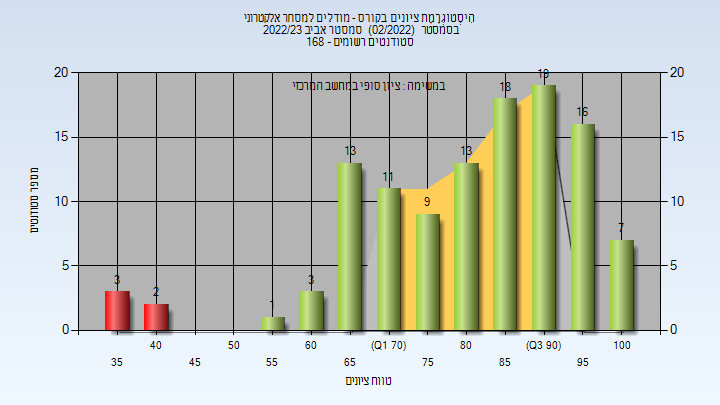 היסטוגרמת ציונים בקורס - מודלים למסחר אלקטרוני
בסמסטר (02/2022) סמסטר אביב 2022/23
סטודנטים רשומים - 168
במשימה : ציון סופי במחשב המרכזי
מספר סטודנטים
20 20
15 15
10 10
5 5
0 0
3 2 1 3 13 11 9 13 18 19 16 7
40 50 60 (Q1 70) 80 (Q3 90) 100
35 45 55 65 75 85 95
טווח ציונים